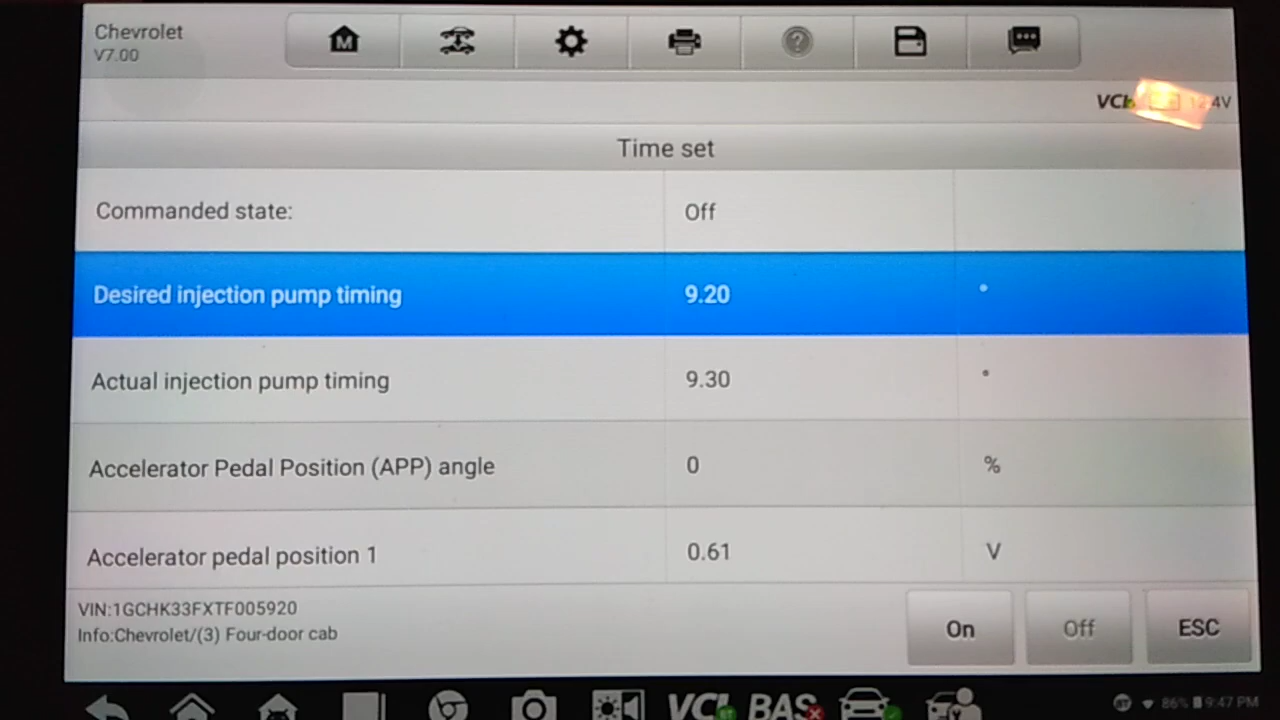 Chevrolet
V7.00
M
?
VCI
4V
Time set
Commanded state: Off
Desired injection pump timing 9.20 °
Actual injection pump timing 9.30 °
Accelerator Pedal Position (APP) angle 0 %
Accelerator pedal position 1 0.61 V
VIN:1GCHK33FXTF005920
Info:Chevrolet/(3) Four-door cab
On Off ESC
VCI BAS
86% 9:47 PM